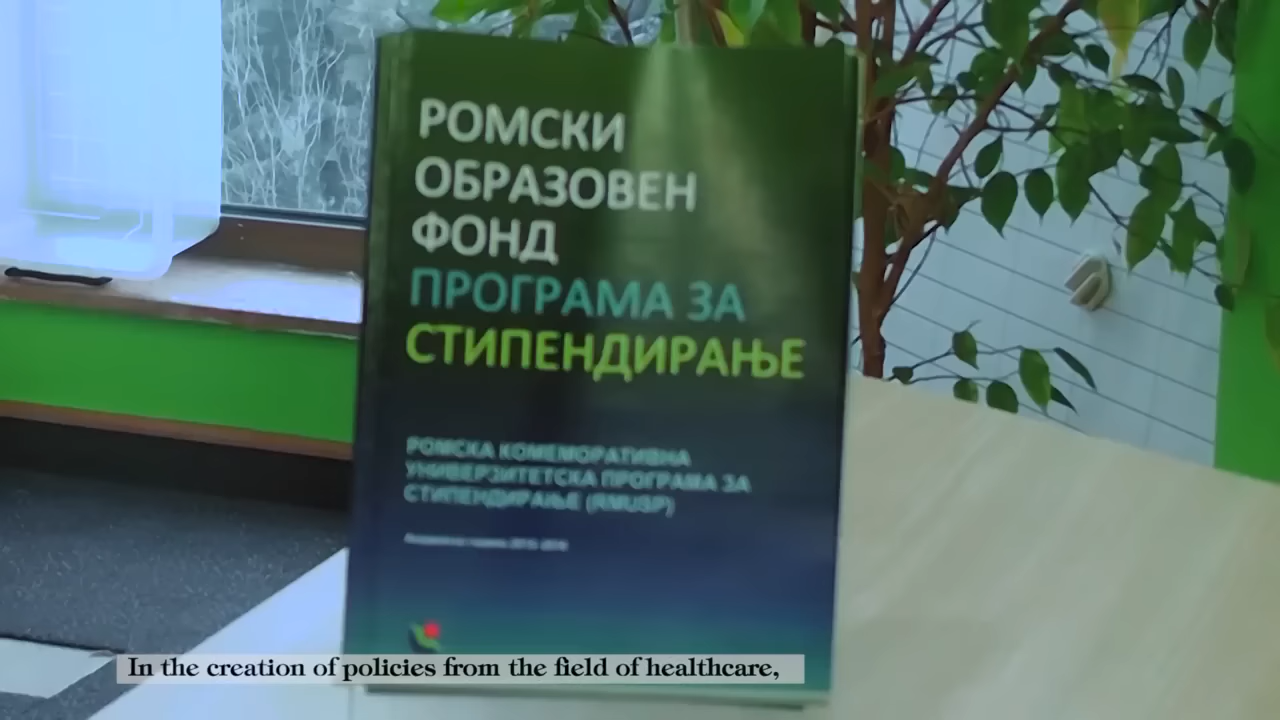 РОМСКИ
ОБРАЗОВЕН
ФОНД
ПРОГРАМА ЗА
СТИПЕНДИРАЊЕ
РОМСКА КОМЕМОРАТИВНА
УНИВЕРЗИТЕТСКА ПРОГРАМА ЗА
СТИПЕНДИРАЊЕ (RMUSP)
In the creation of policies from the field of healthcare,